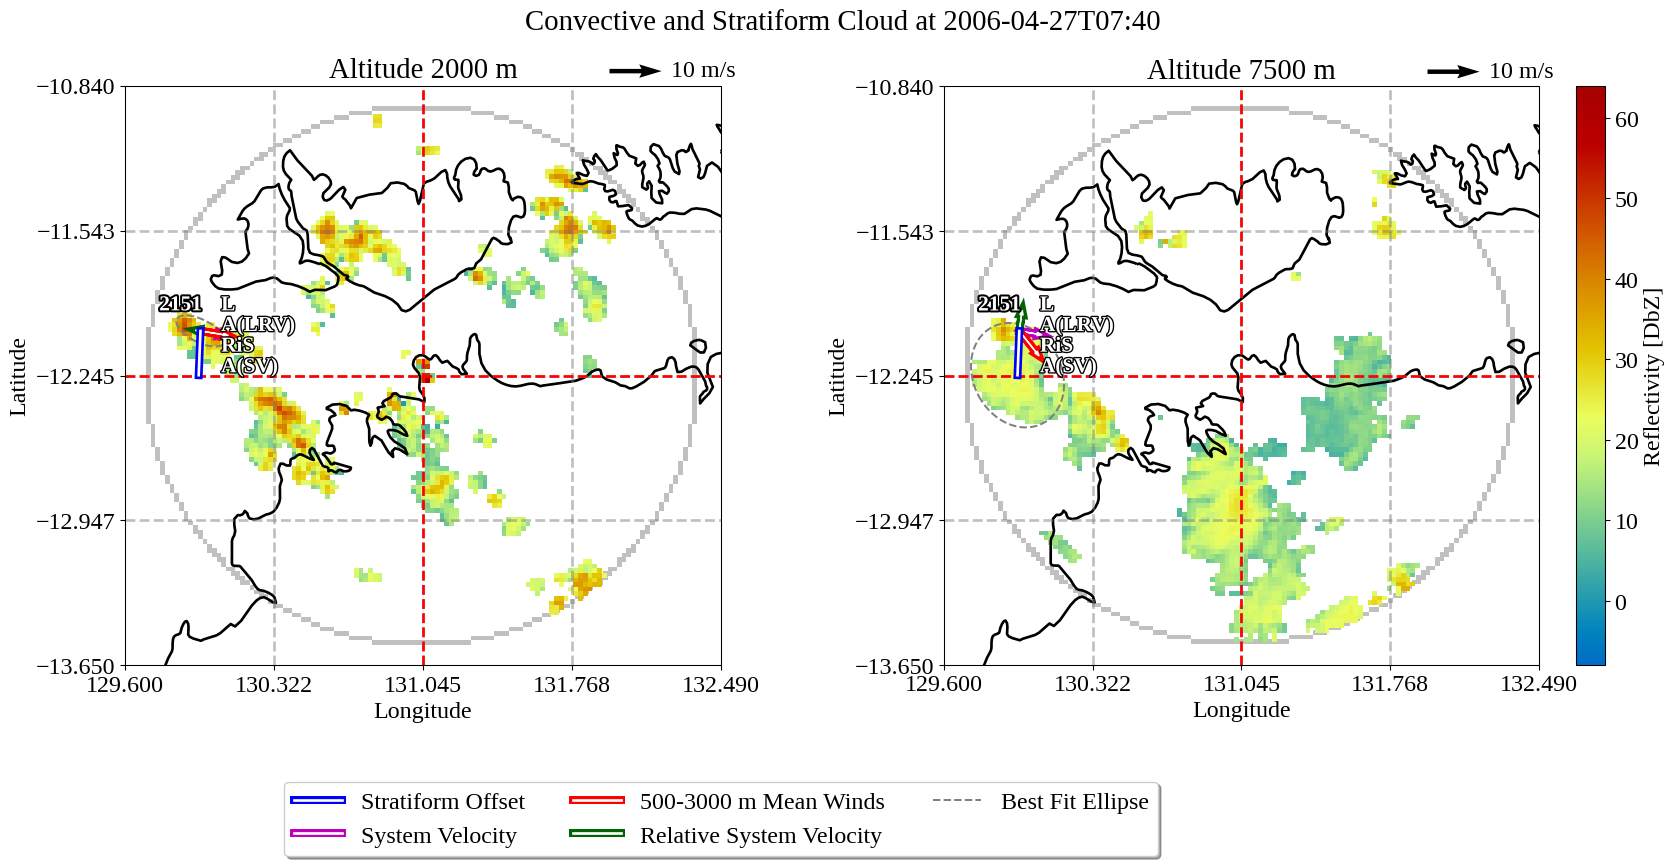 Convective and Stratiform Cloud at 2006-04-27T07:40
Altitude 2000 m
10 m/s
−10.840
−11.543
−12.245
−12.947
−13.650
129.600
130.322
131.045
131.768
132.490
Latitude
Longitude
2151
L
A(LRV)
RiS
A(SV)
Altitude 7500 m
10 m/s
−10.840
−11.543
−12.245
−12.947
−13.650
129.600
130.322
131.045
131.768
132.490
Latitude
Longitude
2151
L
A(LRV)
RiS
A(SV)
60
50
40
30
20
10
0
Reflectivity [DbZ]
Stratiform Offset
System Velocity
500-3000 m Mean Winds
Relative System Velocity
Best Fit Ellipse